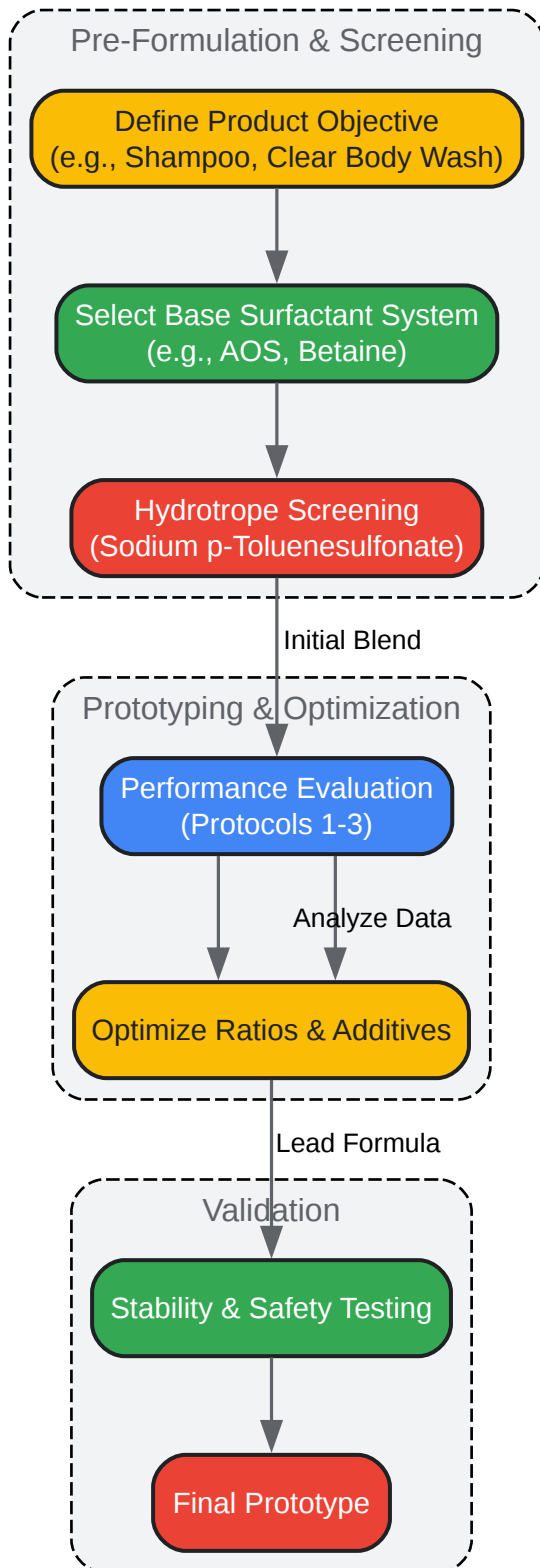 Pre-Formulation & Screening
Define Product Objective
(e.g., Shampoo, Clear Body Wash)
Select Base Surfactant System
(e.g., AOS, Betaine)
Hydrotrope Screening
(Sodium p-Toluenesulfonate)
Initial Blend
Prototyping & Optimization
Performance Evaluation
(Protocols 1-3)
Analyze Data
Optimize Ratios & Additives
Lead Formula
Validation
Stability & Safety Testing
Final Prototype